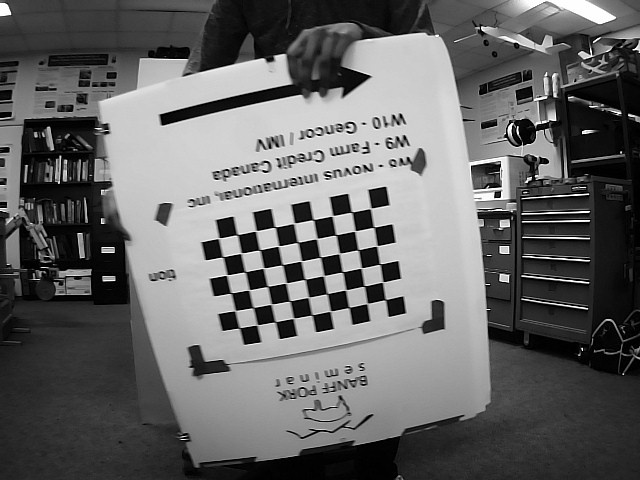 BANFF PORK
seminar
tion
W8 - Novus International, Inc
W9 - Farm Credit Canada
W10 - Gencor / IMV